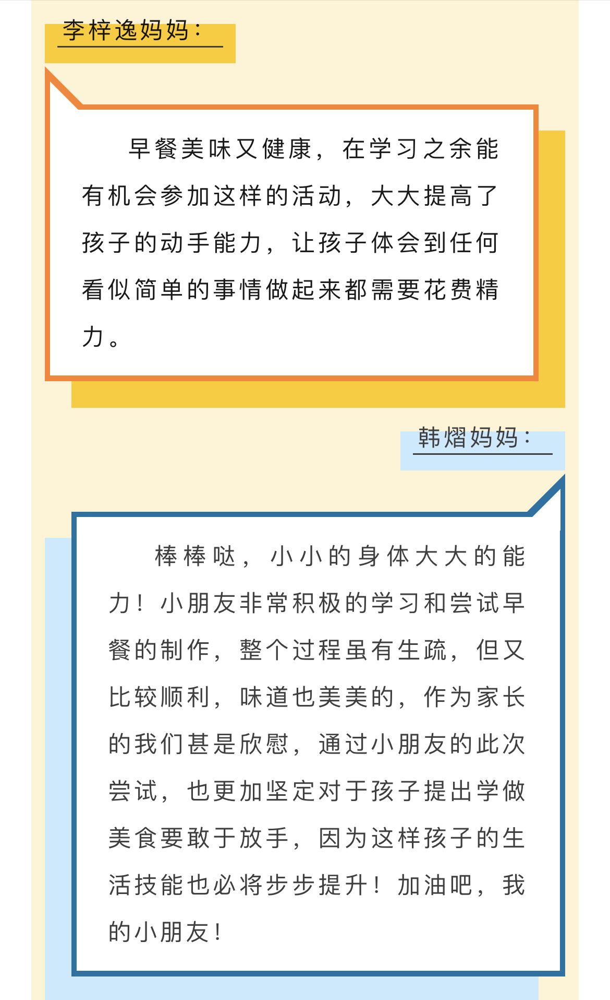 李梓逸妈妈：
早餐美味又健康，在学习之余能
有机会参加这样的活动，大大提高了
孩子的动手能力，让孩子体会到任何
看似简单的事情做起来都需要花费精
力。
韩熠妈妈：
棒棒哒，小小的身体大大的能
力！小朋友非常积极的学习和尝试早
餐的制作，整个过程虽有生疏，但又
比较顺利，味道也美美的，作为家长
的我们甚是欣慰，通过小朋友的此次
尝试，也更加坚定对于孩子提出学做
美食要敢于放手，因为这样孩子的生
活技能也必将步步提升！加油吧，我
的小朋友！